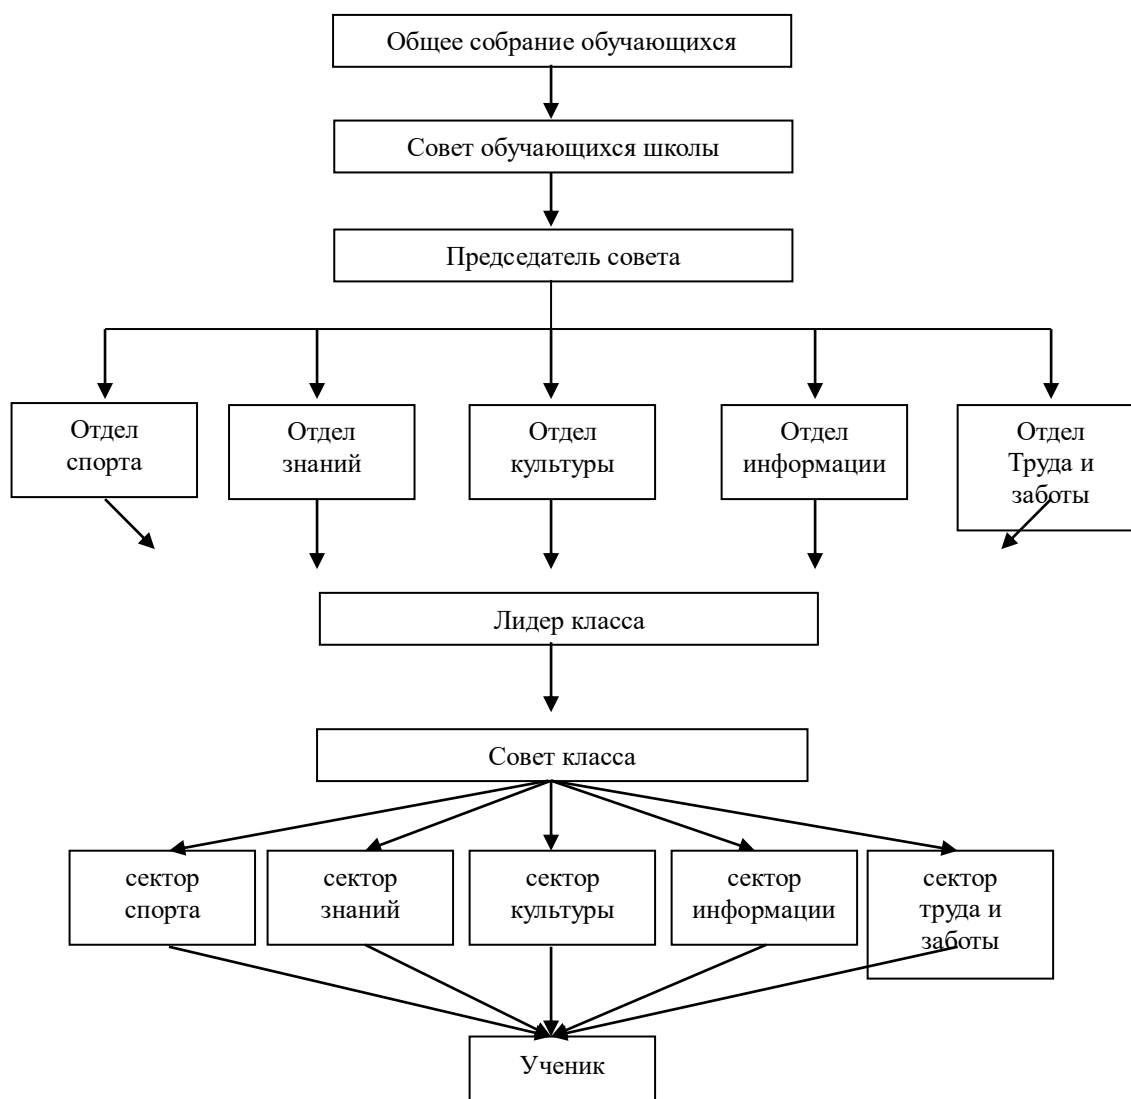 Общее собрание обучающихся
Совет обучающихся школы
Председатель совета
Отдел
спорта
Отдел
знаний
Отдел
культуры
Отдел
информации
Отдел
Труда и
заботы
Лидер класса
Совет класса
сектор
спорта
сектор
знаний
сектор
культуры
сектор
информации
сектор
труда и
заботы
Ученик